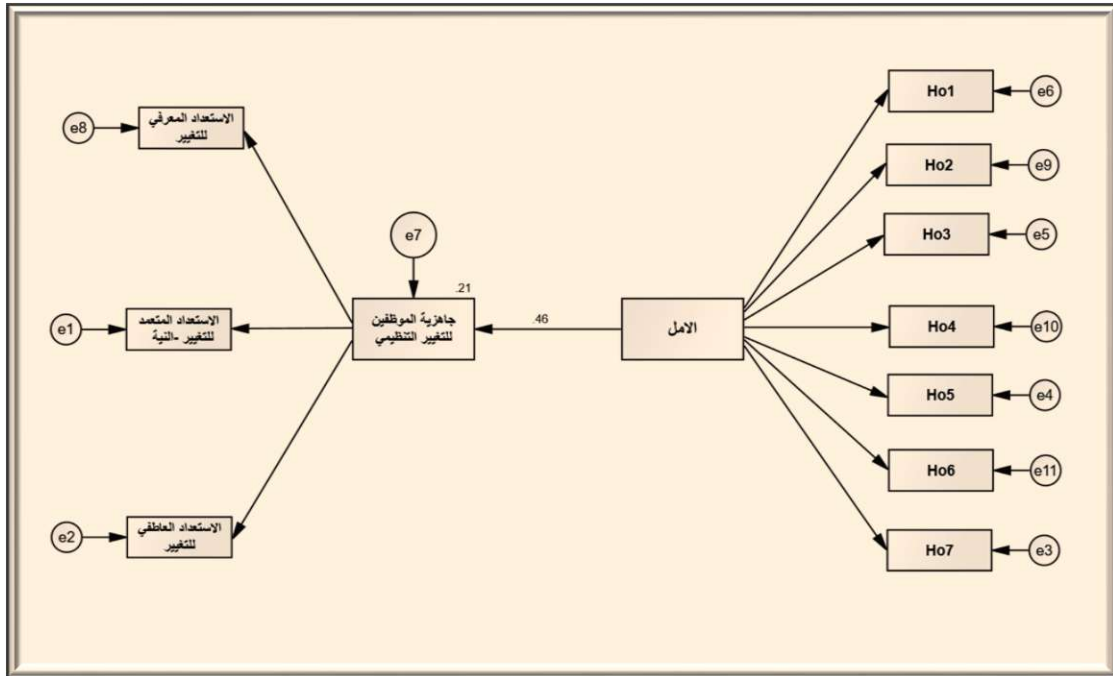 e8
الاستعداد المعرفي
للتغيير
e1
الاستعداد المتعمد
للتغيير -النية
e2
الاستعداد العاطفي
للتغيير
e7
.21
جاهزية الموظفين
للتغيير التنظيمي
.46
الامل
Ho1
e6
Ho2
e9
Ho3
e5
Ho4
e10
Ho5
e4
Ho6
e11
Ho7
e3